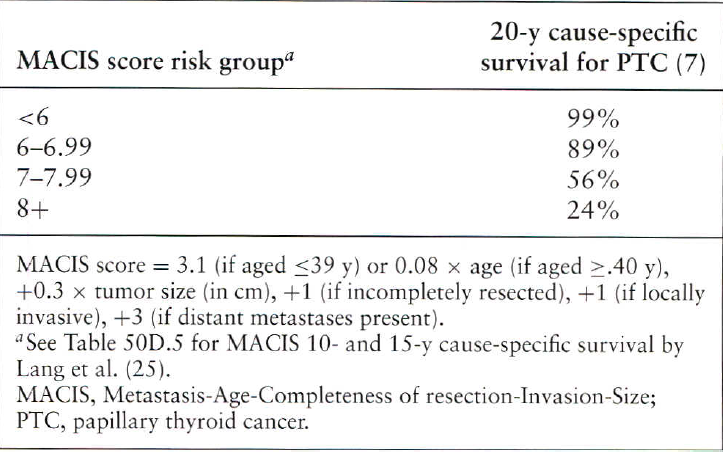 20-y cause-specific
MACIS score risk groupᵃ survival for PTC (7)
<6 99%
6–6.99 89%
7–7.99 56%
8+ 24%
MACIS score = 3.1 (if aged ≤39 y) or 0.08 × age (if aged ≥.40 y),
+0.3 × tumor size (in cm), +1 (if incompletely resected), +1 (if locally
invasive), +3 (if distant metastases present).
ᵃSee Table 50D.5 for MACIS 10- and 15-y cause-specific survival by
Lang et al. (25).
MACIS, Metastasis-Age-Completeness of resection-Invasion-Size;
PTC, papillary thyroid cancer.